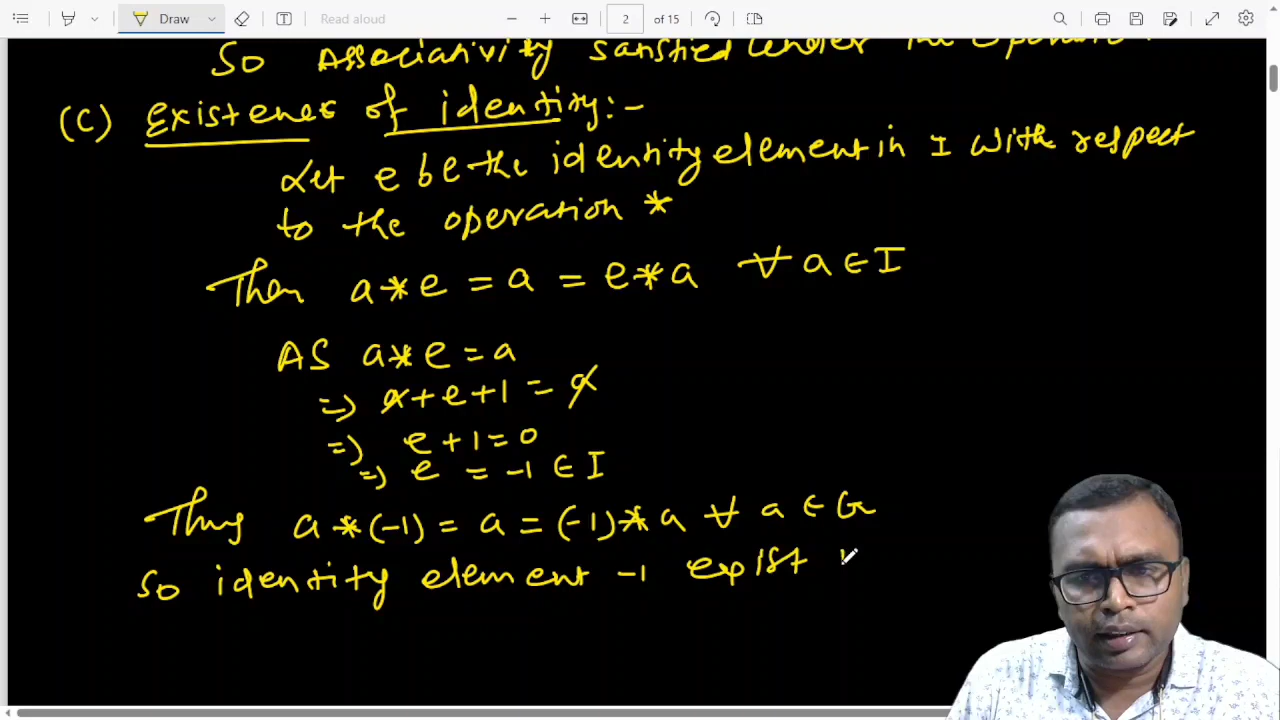 Draw
Read aloud
2 of 15
So Associativity satisfied under the
(C) Existence of identity:-
Let e be the identity element in I with respect
to the operation *
Then a*e = a = e*a ∀ a ∈ I
AS a*e = a
=> a+e+1 = a
=> e+1=0
=> e = -1 ∈ I
Thus a*(-1) = a = (-1)*a ∀ a ∈ G
So identity element -1 exist